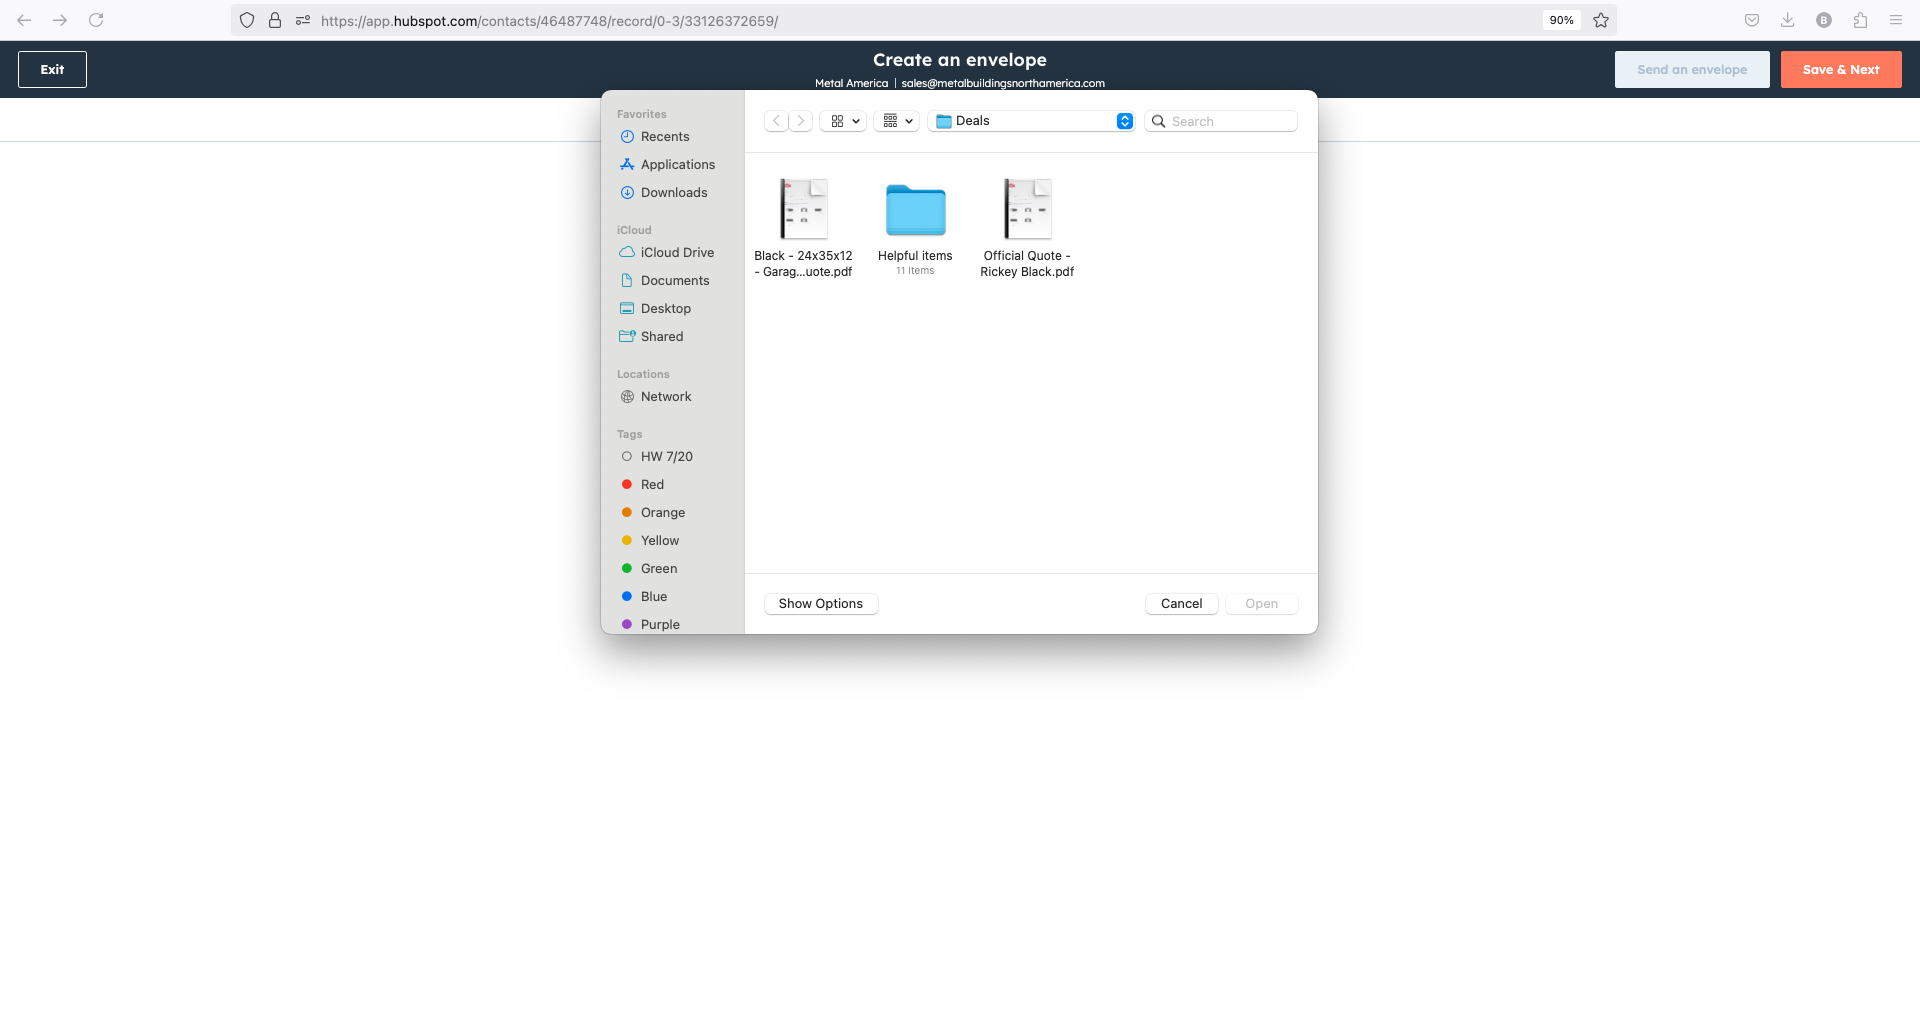 https://app.hubspot.com/contacts/46487748/record/0-3/33126372659/
90%
B
Exit
Create an envelope
Metal America | sales@metalbuildingsnorthamerica.com
Send an envelope
Save & Next
Favorites
Recents
Applications
Downloads
iCloud
iCloud Drive
Documents
Desktop
Shared
Locations
Network
Tags
HW 7/20
Red
Orange
Yellow
Green
Blue
Purple
Deals
Search
Black - 24x35x12
- Garag...uote.pdf
Helpful items
11 items
Official Quote -
Rickey Black.pdf
Show Options
Cancel
Open